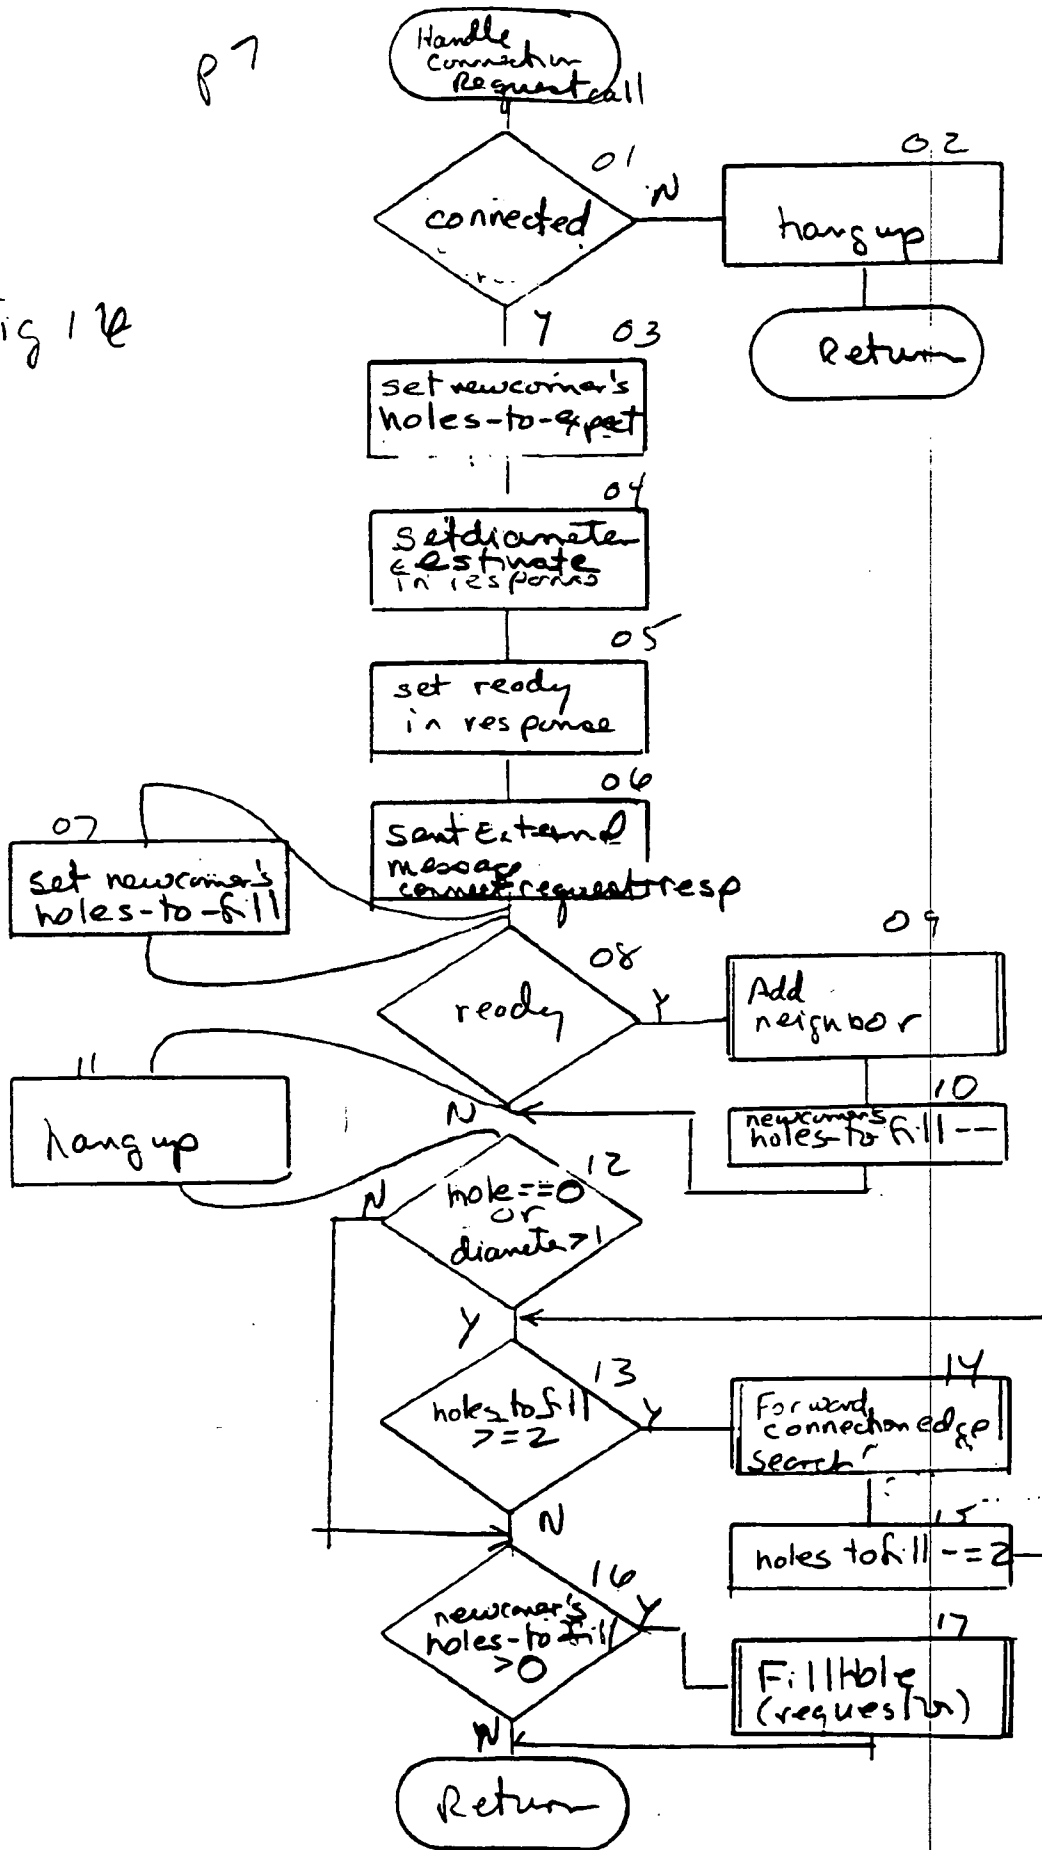 p7
Handle
Connection
Request call
01
connected
N
02
hang up
Return
Y
03
set newcomer's
holes-to-expect
04
set diameter
estimate
in response
05
set ready
in response
06
sent External
message
connect request resp
07
set newcomer's
holes-to-fill
08
ready
Y
09
Add
neighbor
10
newcomer's
holes-to fill --
N
11
hang up
12
hole==0
or
diameter>1
N
Y
13
holes to fill
>=2
Y
14
Forward
connection edge
search
15
holes to fill -=2
N
16
newcomer's
holes-to-fill
>0
Y
17
Fill Hole
(requestor)
N
Return